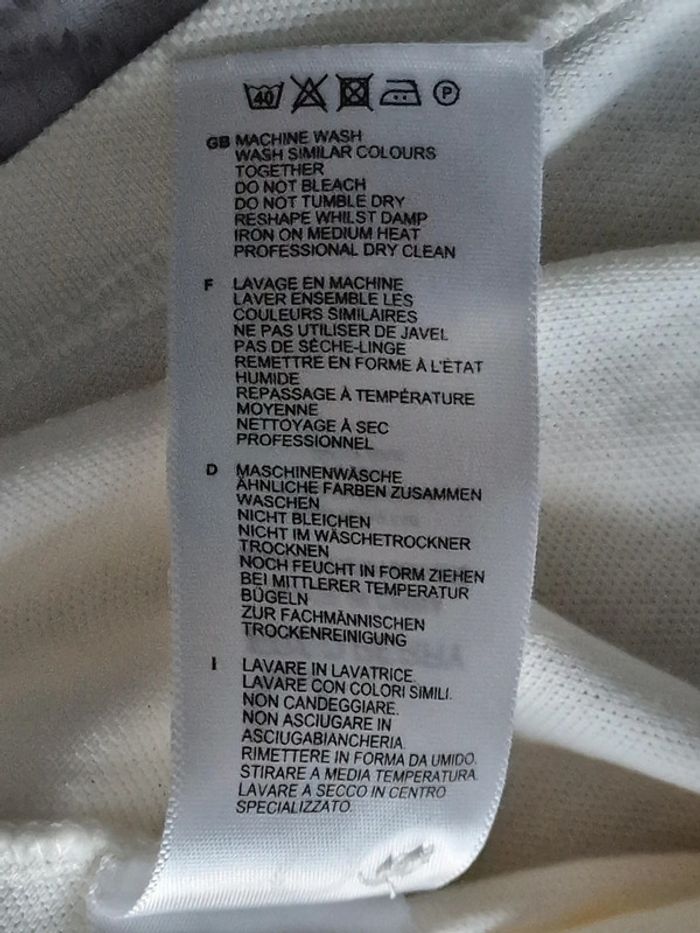 40 P
GB MACHINE WASH
WASH SIMILAR COLOURS
TOGETHER
DO NOT BLEACH
DO NOT TUMBLE DRY
RESHAPE WHILST DAMP
IRON ON MEDIUM HEAT
PROFESSIONAL DRY CLEAN
F LAVAGE EN MACHINE
LAVER ENSEMBLE LES
COULEURS SIMILAIRES
NE PAS UTILISER DE JAVEL
PAS DE SÈCHE-LINGE
REMETTRE EN FORME À L'ÈTAT
HUMIDE
REPASSAGE À TEMPÉRATURE
MOYENNE
NETTOYAGE À SEC
PROFESSIONNEL
D MASCHINENWÄSCHE
ÄHNLICHE FARBEN ZUSAMMEN
WASCHEN
NICHT BLEICHEN
NICHT IM WÄSCHETROCKNER
TROCKNEN
NOCH FEUCHT IN FORM ZIEHEN
BEI MITTLERER TEMPERATUR
BÜGELN
ZUR FACHMÄNNISCHEN
TROCKENREINIGUNG
I LAVARE IN LAVATRICE.
LAVARE CON COLORI SIMILI.
NON CANDEGGIARE.
NON ASCIUGARE IN
ASCIUGABIANCHERIA.
RIMETTERE IN FORMA DA UMIDO.
STIRARE A MEDIA TEMPERATURA.
LAVARE A SECCO IN CENTRO
SPECIALIZZATO.